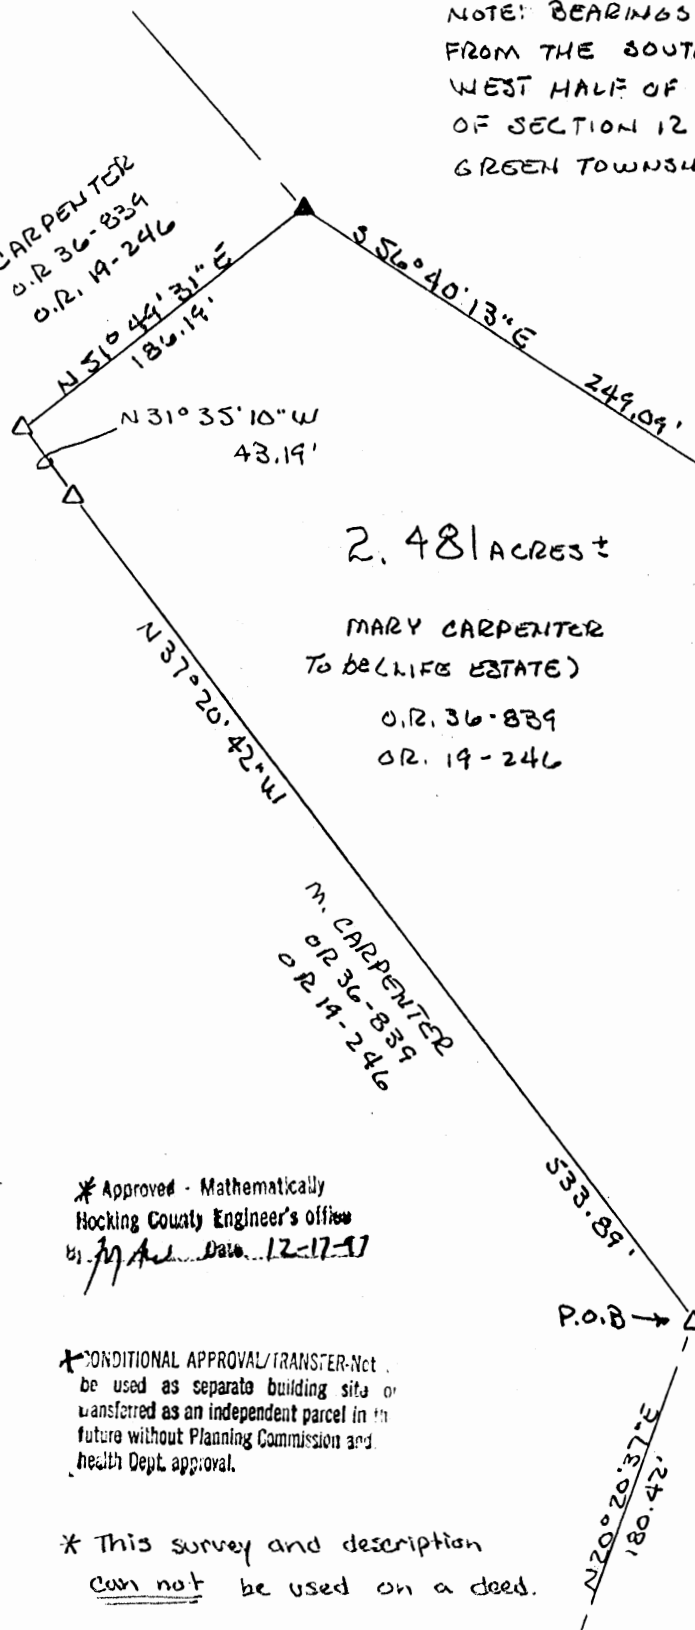 NOTE: BEARINGS
FROM THE SOUT
WEST HALF OF
OF SECTION 12
GREEN TOWNSH
CARPENTER
O.R 36-839
O.R. 19-246
N 51° 49' 31" E
186.19'
S 56° 40' 13" E
249.09'
N 31° 35' 10" W
43.19'
2.481 ACRES ±
MARY CARPENTER
To be (LIFE ESTATE)
O.R. 36-839
OR. 19-246
N 37° 20' 42" W
M. CARPENTER
OR 36-839
OR 19-246
533.89'
* Approved - Mathematically
Hocking County Engineer's office
Date 12-17-97
P.O.B
CONDITIONAL APPROVAL/TRANSFER-Not
be used as separate building site or
transferred as an independent parcel in th
future without Planning Commission and
health Dept. approval.
N 20° 20' 37" E
180.42'
* This survey and description
can not be used on a deed.